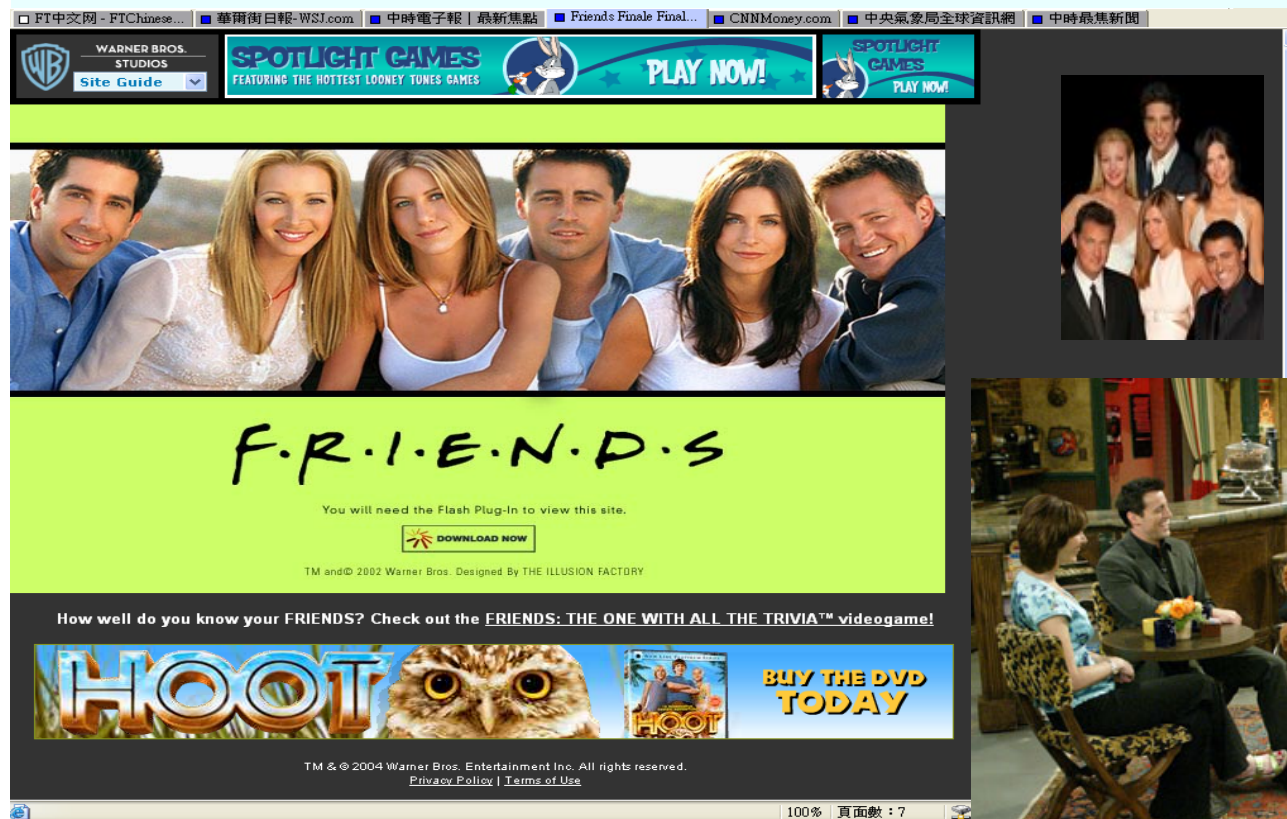 FT中文网 - FTChinese...
華爾街日報-WSJ.com
中時電子報 | 最新焦點
Friends Finale Final...
CNNMoney.com
中央氣象局全球資訊網
中時最焦新聞
WB
WARNER BROS.
STUDIOS
Site Guide
SPOTLIGHT GAMES
FEATURING THE HOTTEST LOONEY TUNES GAMES
PLAY NOW!
SPOTLIGHT
GAMES
PLAY NOW!
F·R·I·E·N·D·S
You will need the Flash Plug-In to view this site.
DOWNLOAD NOW
TM and© 2002 Warner Bros. Designed By THE ILLUSION FACTORY
How well do you know your FRIENDS? Check out the FRIENDS: THE ONE WITH ALL THE TRIVIA™ videogame!
HOOT
HOOT
BUY THE DVD
TODAY
TM & © 2004 Warner Bros. Entertainment Inc. All rights reserved.
Privacy Policy | Terms of Use
100%
頁面數：7